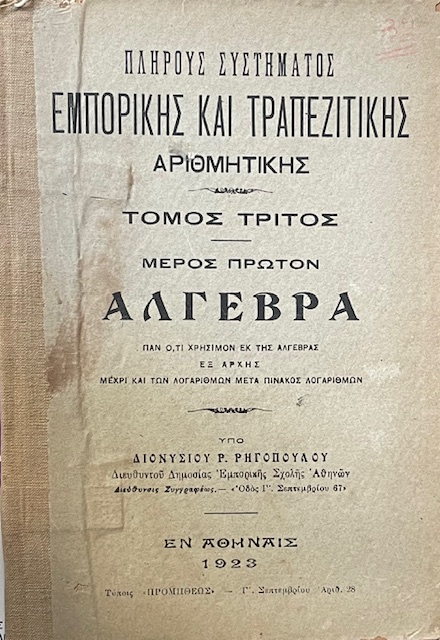 ΠΛΗΡΟΥΣ ΣΥΣΤΗΜΑΤΟΣ
ΕΜΠΟΡΙΚΗΣ ΚΑΙ ΤΡΑΠΕΖΙΤΙΚΗΣ
ΑΡΙΘΜΗΤΙΚΗΣ
ΤΟΜΟΣ ΤΡΙΤΟΣ
ΜΕΡΟΣ ΠΡΩΤΟΝ
ΑΛΓΕΒΡΑ
ΠΑΝ Ο,ΤΙ ΧΡΗΣΙΜΟΝ ΕΚ ΤΗΣ ΑΛΓΕΒΡΑΣ
ΕΞ ΑΡΧΗΣ
ΜΕΧΡΙ ΚΑΙ ΤΩΝ ΛΟΓΑΡΙΘΜΩΝ ΜΕΤΑ ΠΙΝΑΚΟΣ ΛΟΓΑΡΙΘΜΩΝ
ΥΠΟ
ΔΙΟΝΥΣΙΟΥ Ρ. ΡΗΓΟΠΟΥΛΟΥ
Διευθυντοῦ Δημοσίας Ἐμπορικῆς Σχολῆς Ἀθηνῶν
Διεύθυνσις Συγγραφέως.— «Ὁδὸς Γ'. Σεπτεμβρίου 67»
ΕΝ ΑΘΗΝΑΙΣ
1923
Τύποις «ΠΡΟΜΗΘΕΩΣ» — Γ'. Σεπτεμβρίου Ἀριθ. 28